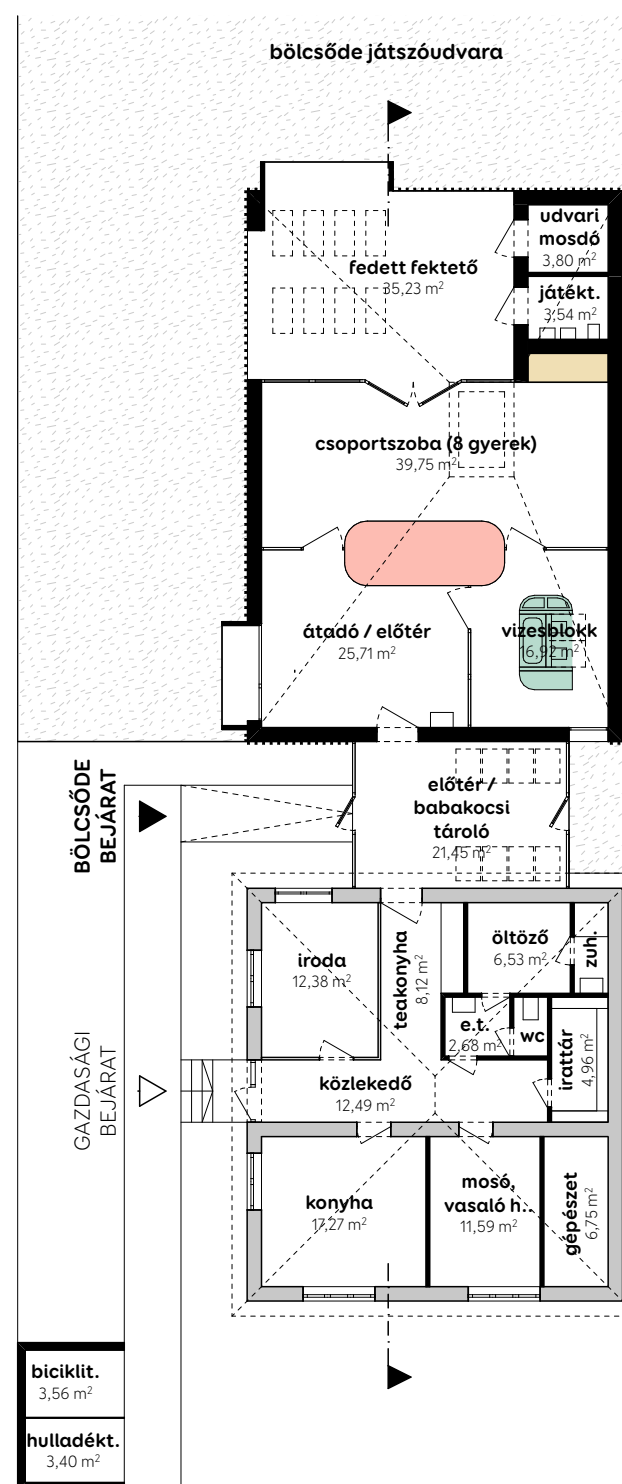 bölcsőde játszóudvara
udvari
mosdó
3,80 m²
fedett fektető
35,23 m²
játékt.
3,54 m²
csoportszoba (8 gyerek)
39,75 m²
átadó / előtér
25,71 m²
vizesblokk
16,92 m²
BÖLCSŐDE
BEJÁRAT
előtér /
babakocsi
tároló
21,45 m²
iroda
12,38 m²
teakonyha
8,12 m²
öltöző
6,53 m²
zuh.
e.t.
2,68 m²
wc
irattár
4,96 m²
GAZDASÁGI
BEJÁRAT
közlekedő
12,49 m²
konyha
17,27 m²
mosó,
vasaló h..
11,59 m²
gépészet
6,75 m²
biciklit.
3,56 m²
hulladékt.
3,40 m²